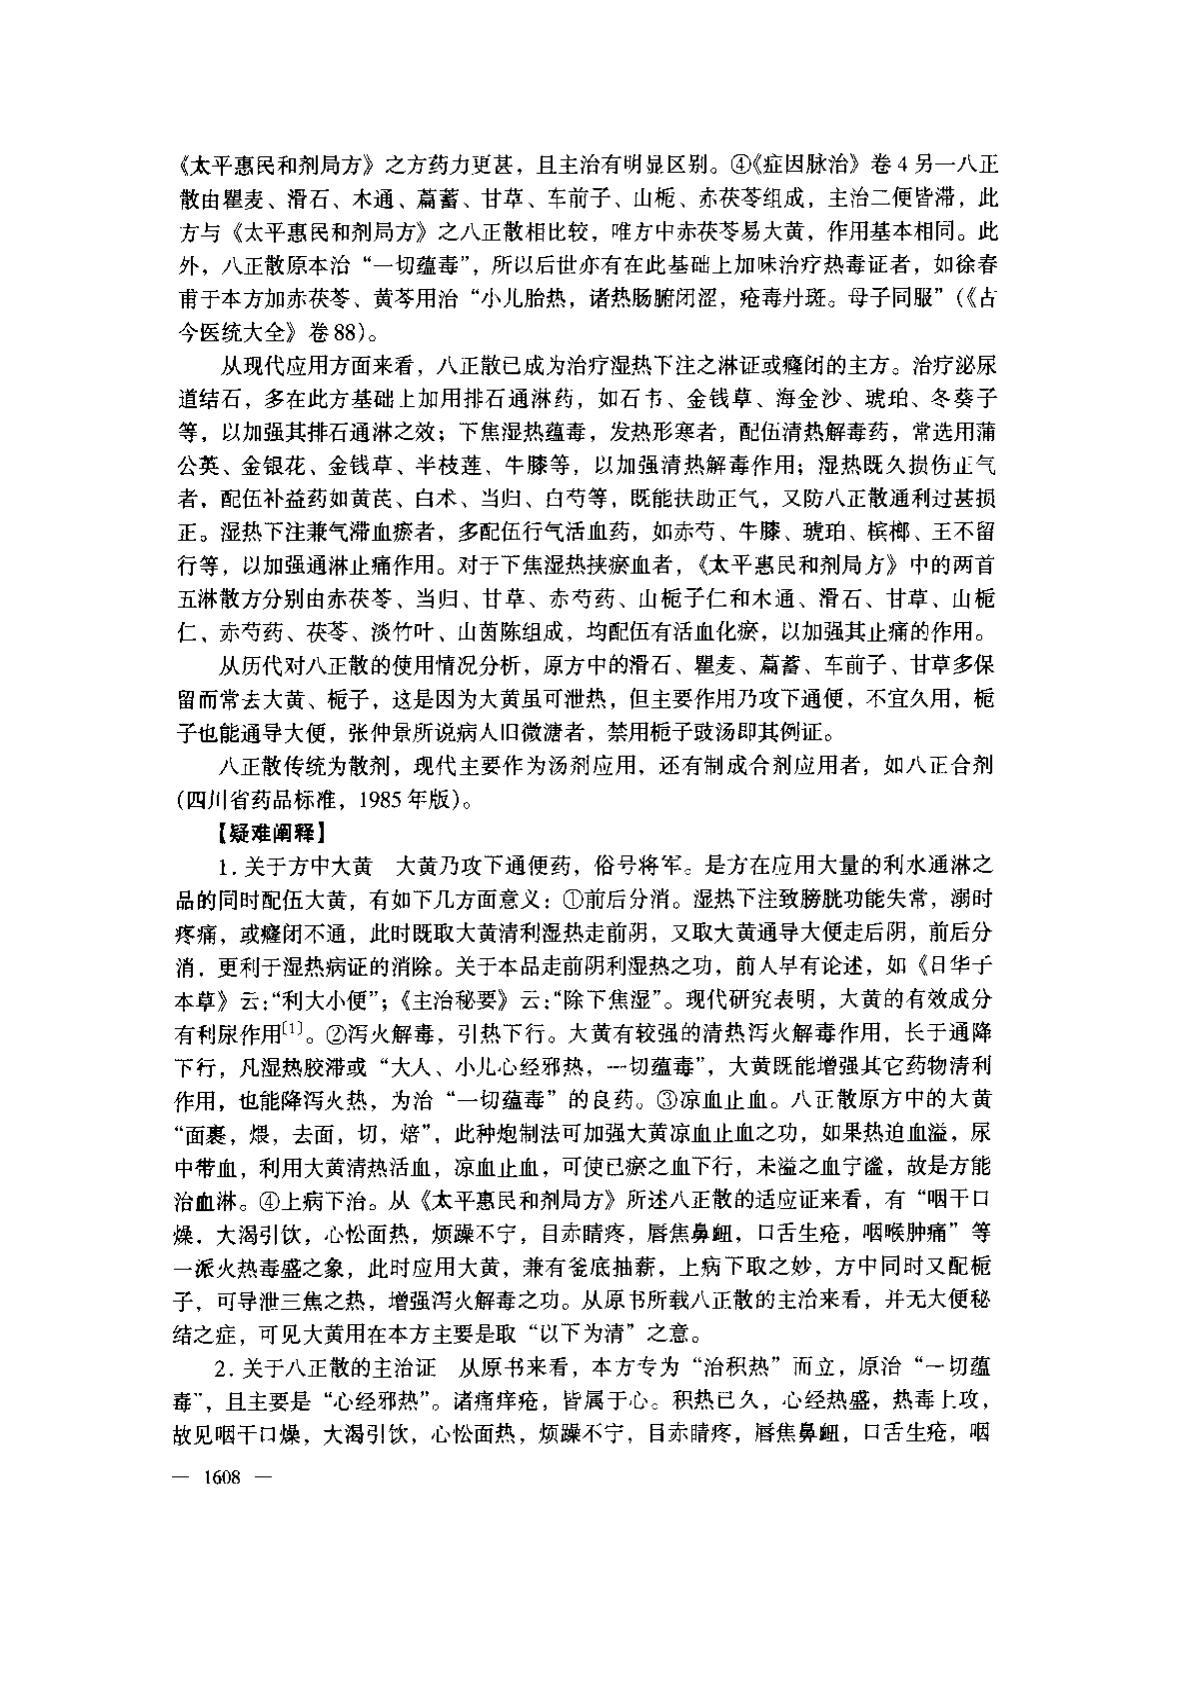 《太平惠民和剂局方》之方药力更甚，且主治有明显区别。④《症因脉治》卷4另一八正
散由瞿麦、滑石、木通、萹蓄、甘草、车前子、山栀、赤茯苓组成，主治二便皆滞，此
方与《太平惠民和剂局方》之八正散相比较，唯方中赤茯苓易大黄，作用基本相同。此
外，八正散原本治“一切蕴毒”，所以后世亦有在此基础上加味治疗热毒证者，如徐春
甫于本方加赤茯苓、黄芩用治“小儿胎热，诸热肠腑闭涩，疮毒丹斑。母子同服”（《古
今医统大全》卷88）。
从现代应用方面来看，八正散已成为治疗湿热下注之淋证或癃闭的主方。治疗泌尿
道结石，多在此方基础上加用排石通淋药，如石韦、金钱草、海金沙、琥珀、冬葵子
等，以加强其排石通淋之效；下焦湿热蕴毒，发热形寒者，配伍清热解毒药，常选用蒲
公英、金银花、金钱草、半枝莲、牛膝等，以加强清热解毒作用；湿热既久损伤正气
者，配伍补益药如黄芪、白术、当归、白芍等，既能扶助正气，又防八正散通利过甚损
正。湿热下注兼气滞血瘀者，多配伍行气活血药，如赤芍、牛膝、琥珀、槟榔、王不留
行等，以加强通淋止痛作用。对于下焦湿热挟瘀血者，《太平惠民和剂局方》中的两首
五淋散方分别由赤茯苓、当归、甘草、赤芍药、山栀子仁和木通、滑石、甘草、山栀
仁、赤芍药、茯苓、淡竹叶、山茵陈组成，均配伍有活血化瘀，以加强其止痛的作用。
从历代对八正散的使用情况分析，原方中的滑石、瞿麦、萹蓄、车前子、甘草多保
留而常去大黄、栀子，这是因为大黄虽可泄热，但主要作用乃攻下通便，不宜久用，栀
子也能通导大便，张仲景所说病人旧微溏者，禁用栀子豉汤即其例证。
八正散传统为散剂，现代主要作为汤剂应用，还有制成合剂应用者，如八正合剂
（四川省药品标准，1985年版）。
【疑难阐释】
1. 关于方中大黄　大黄乃攻下通便药，俗号将军。是方在应用大量的利水通淋之
品的同时配伍大黄，有如下几方面意义：①前后分消。湿热下注致膀胱功能失常，溺时
疼痛，或癃闭不通，此时既取大黄清利湿热走前阴，又取大黄通导大便走后阴，前后分
消，更利于湿热病证的消除。关于本品走前阴利湿热之功，前人早有论述，如《日华子
本草》云：“利大小便”；《主治秘要》云：“除下焦湿”。现代研究表明，大黄的有效成分
有利尿作用〔1〕。②泻火解毒，引热下行。大黄有较强的清热泻火解毒作用，长于通降
下行，凡湿热胶滞或“大人、小儿心经邪热，一切蕴毒”，大黄既能增强其它药物清利
作用，也能降泻火热，为治“一切蕴毒”的良药。③凉血止血。八正散原方中的大黄
“面裹，煨，去面，切，焙”，此种炮制法可加强大黄凉血止血之功，如果热迫血溢，尿
中带血，利用大黄清热活血，凉血止血，可使已瘀之血下行，未溢之血宁谧，故是方能
治血淋。④上病下治。从《太平惠民和剂局方》所述八正散的适应证来看，有“咽干口
燥，大渴引饮，心忪面热，烦躁不宁，目赤睛疼，唇焦鼻衄，口舌生疮，咽喉肿痛”等
一派火热毒盛之象，此时应用大黄，兼有釜底抽薪，上病下取之妙，方中同时又配栀
子，可导泄三焦之热，增强泻火解毒之功。从原书所载八正散的主治来看，并无大便秘
结之症，可见大黄用在本方主要是取“以下为清”之意。
2. 关于八正散的主治证　从原书来看，本方专为“治积热”而立，原治“一切蕴
毒”，且主要是“心经邪热”。诸痛痒疮，皆属于心。积热已久，心经热盛，热毒上攻，
故见咽干口燥，大渴引饮，心忪面热，烦躁不宁，目赤睛疼，唇焦鼻衄，口舌生疮，咽
— 1608 —